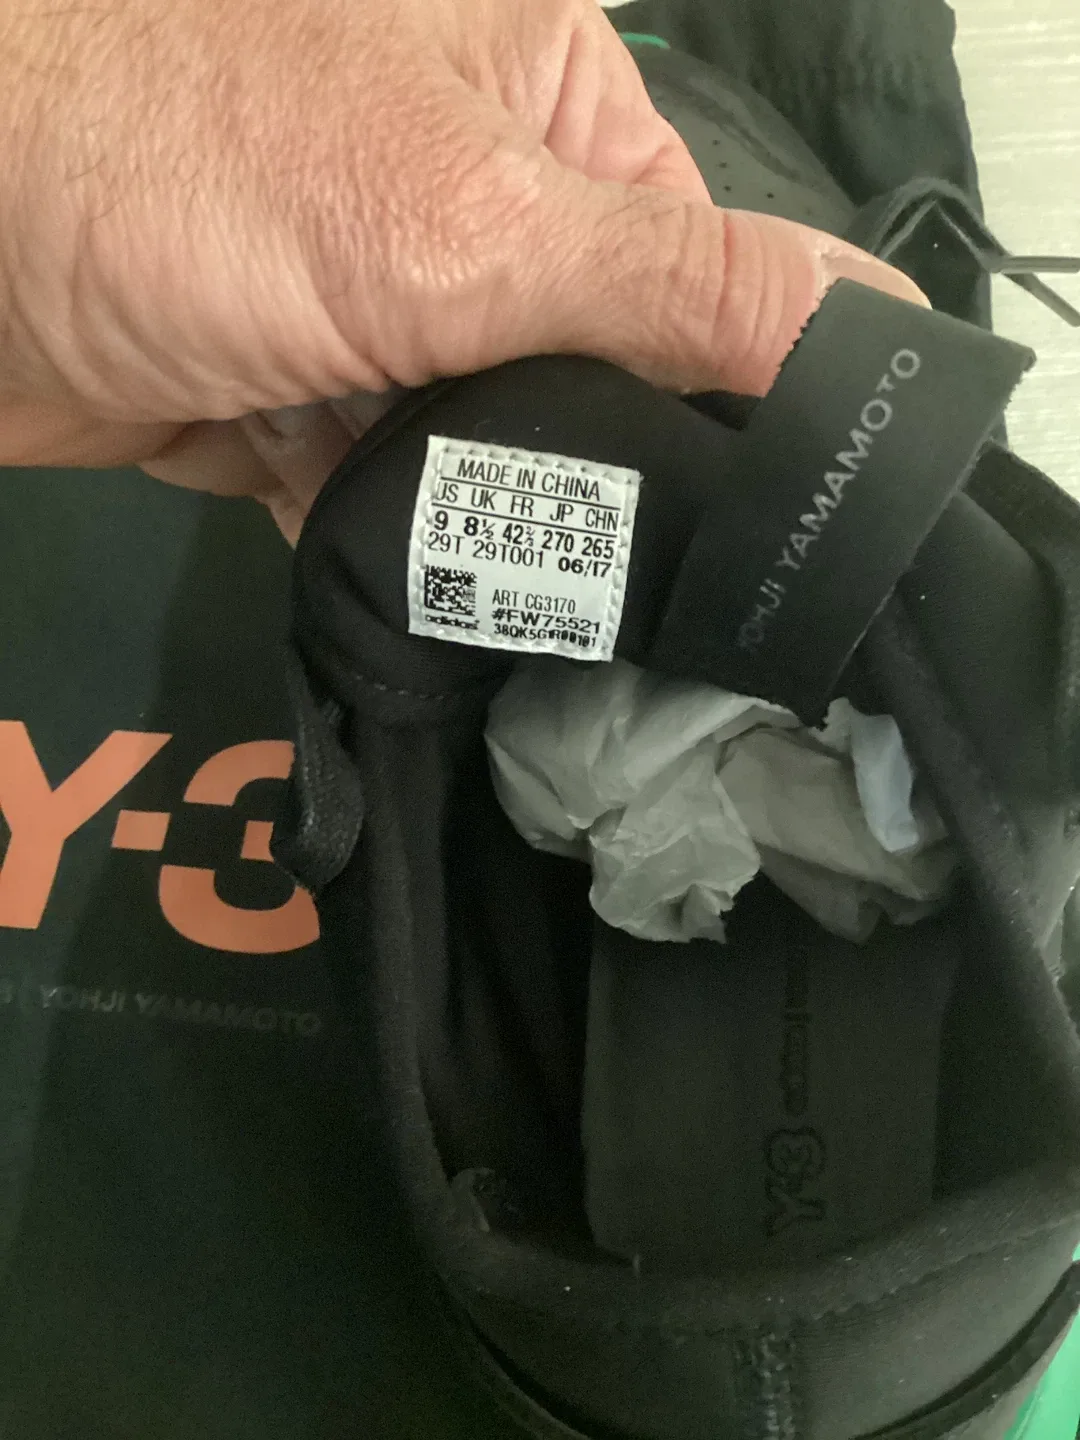 MADE IN CHINA
US UK FR JP CHN
9 8½ 42⅔ 270 265
29T 29T001 06/17
ART CG3170
#FW75521
adidas
YOHJI YAMAMOTO
Y-3
YOHJI YAMAMOTO
Y-3